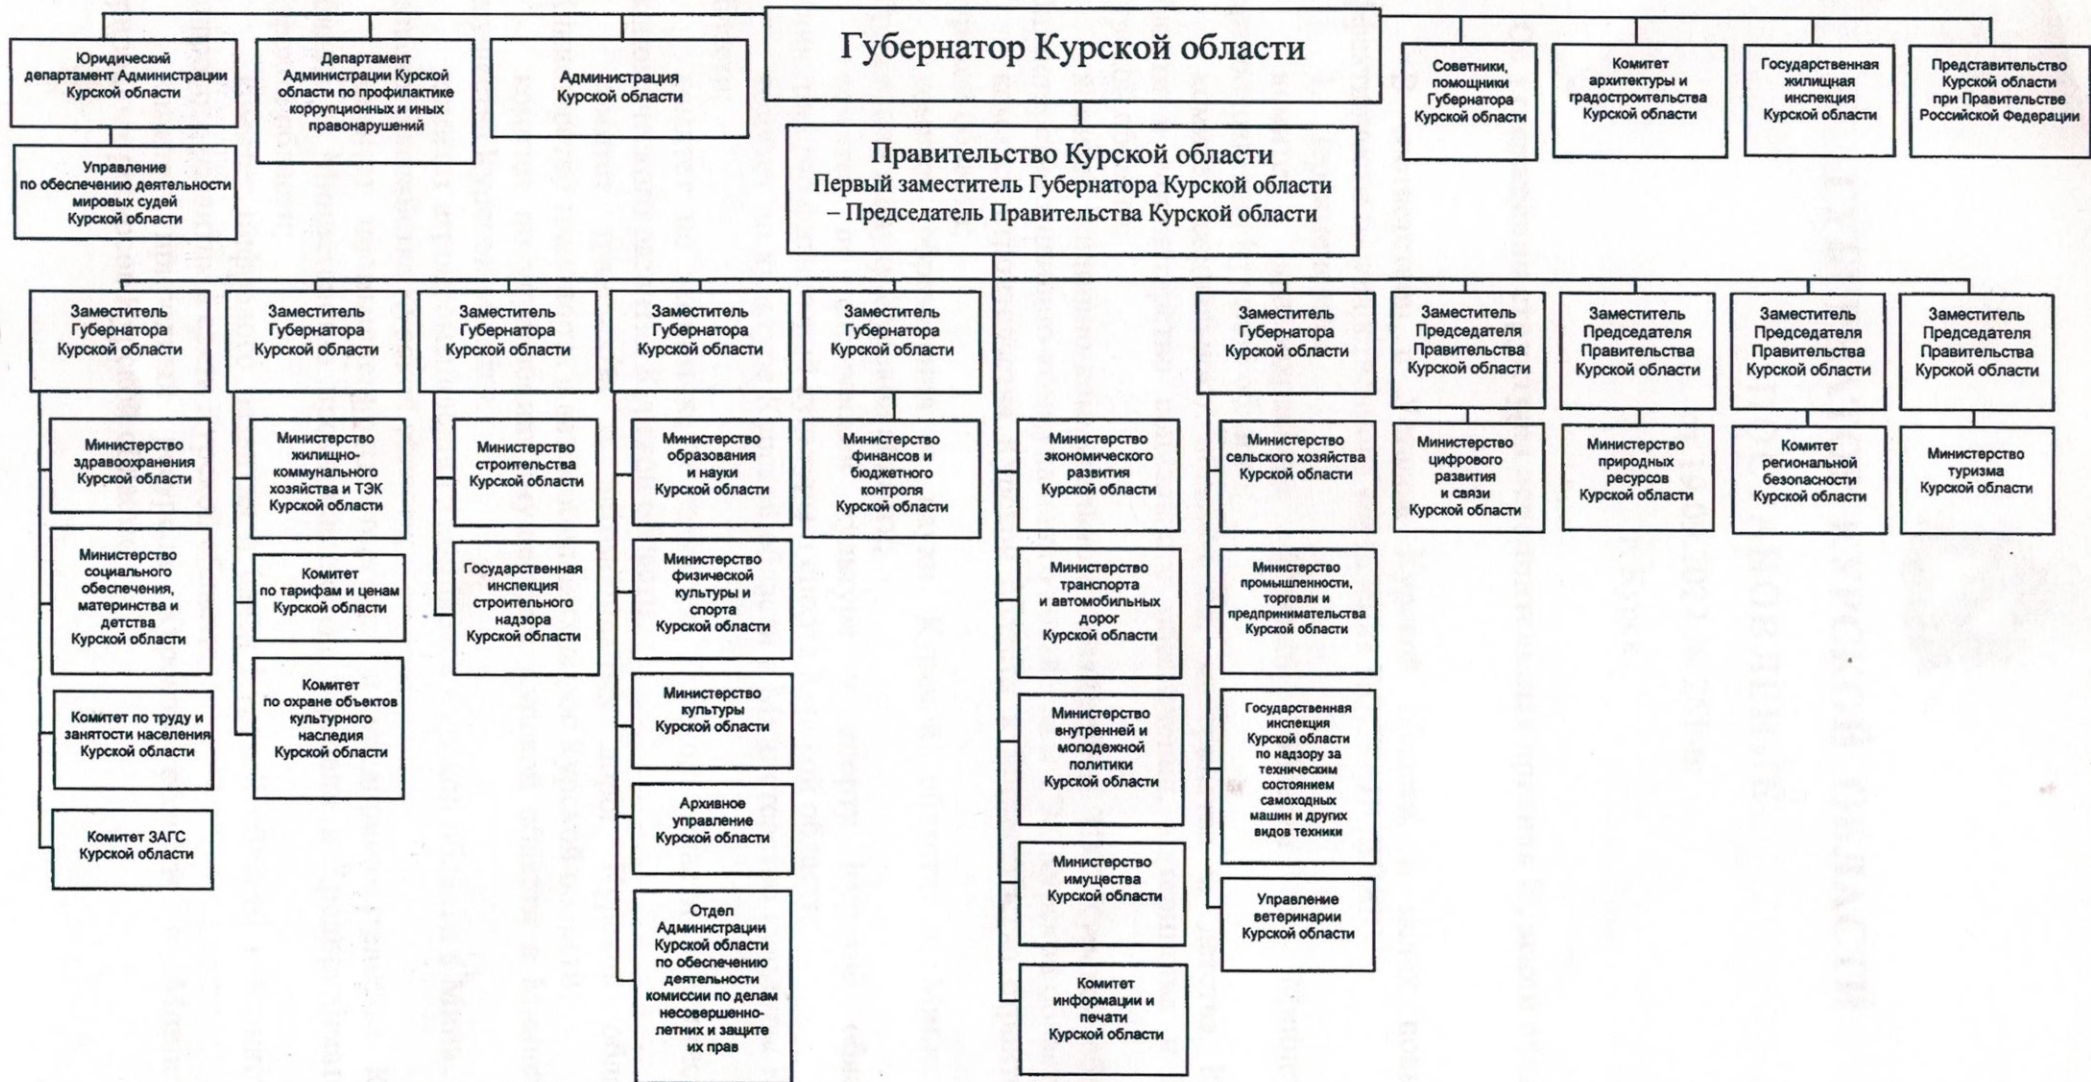 Губернатор Курской области
Юридический
департамент Администрации
Курской области
Департамент
Администрации Курской
области по профилактике
коррупционных и иных
правонарушений
Администрация
Курской области
Советники,
помощники
Губернатора
Курской области
Комитет
архитектуры и
градостроительства
Курской области
Государственная
жилищная
инспекция
Курской области
Представительство
Курской области
при Правительстве
Российской Федерации
Управление
по обеспечению деятельности
мировых судей
Курской области
Правительство Курской области
Первый заместитель Губернатора Курской области
– Председатель Правительства Курской области
Заместитель
Губернатора
Курской области
Министерство
здравоохранения
Курской области
Министерство
социального
обеспечения,
материнства и
детства
Курской области
Комитет по труду и
занятости населения
Курской области
Комитет ЗАГС
Курской области
Заместитель
Губернатора
Курской области
Министерство
жилищно-
коммунального
хозяйства и ТЭК
Курской области
Комитет
по тарифам и ценам
Курской области
Комитет
по охране объектов
культурного
наследия
Курской области
Заместитель
Губернатора
Курской области
Министерство
строительства
Курской области
Государственная
инспекция
строительного
надзора
Курской области
Заместитель
Губернатора
Курской области
Министерство
образования
и науки
Курской области
Министерство
физической
культуры и
спорта
Курской области
Министерство
культуры
Курской области
Архивное
управление
Курской области
Отдел
Администрации
Курской области
по обеспечению
деятельности
комиссии по делам
несовершенно-
летних и защите
их прав
Заместитель
Губернатора
Курской области
Министерство
финансов и
бюджетного
контроля
Курской области
Министерство
экономического
развития
Курской области
Министерство
транспорта
и автомобильных
дорог
Курской области
Министерство
внутренней и
молодежной
политики
Курской области
Министерство
имущества
Курской области
Комитет
информации и
печати
Курской области
Заместитель
Губернатора
Курской области
Министерство
сельского хозяйства
Курской области
Министерство
промышленности,
торговли и
предпринимательства
Курской области
Государственная
инспекция
Курской области
по надзору за
техническим
состоянием
самоходных
машин и других
видов техники
Управление
ветеринарии
Курской области
Заместитель
Председателя
Правительства
Курской области
Министерство
цифрового
развития
и связи
Курской области
Заместитель
Председателя
Правительства
Курской области
Министерство
природных
ресурсов
Курской области
Заместитель
Председателя
Правительства
Курской области
Комитет
региональной
безопасности
Курской области
Заместитель
Председателя
Правительства
Курской области
Министерство
туризма
Курской области